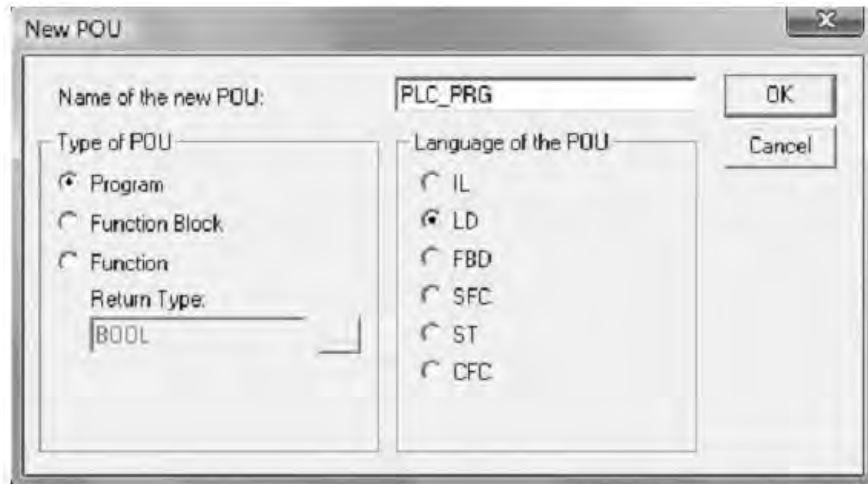 New POU
Name of the new POU:
PLC_PRG
OK
Cancel
Type of POU
Program
Function Block
Function
Return Type:
BOOL
Language of the POU
IL
LD
FBD
SFC
ST
CFC